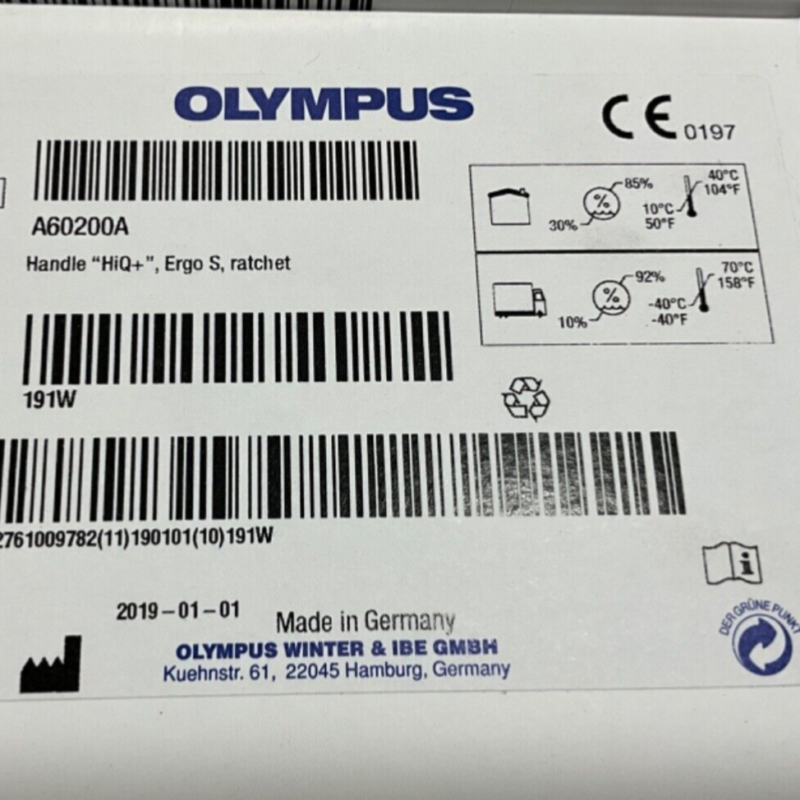 OLYMPUS
CE 0197
A60200A
Handle “HiQ+”, Ergo S, ratchet
85%
%
30%
40°C
104°F
10°C
50°F
92%
%
10%
70°C
158°F
-40°C
-40°F
191W
2761009782(11)190101(10)191W
i
2019-01-01
Made in Germany
OLYMPUS WINTER & IBE GMBH
Kuehnstr. 61, 22045 Hamburg, Germany
DER GRÜNE PUNKT